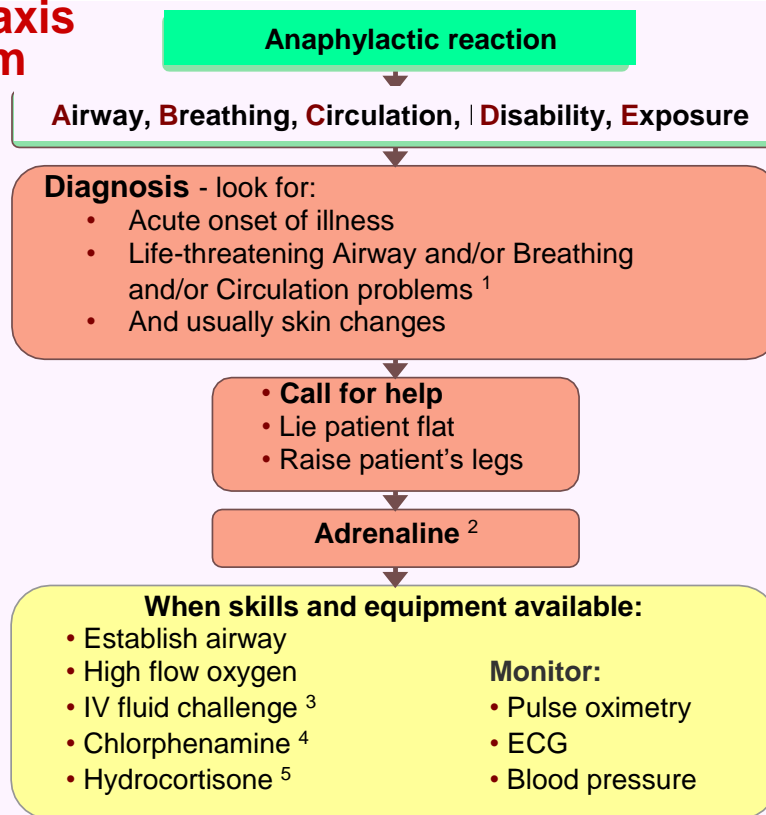 axis
m
Anaphylactic reaction
Airway, Breathing, Circulation, Disability, Exposure
Diagnosis - look for:
• Acute onset of illness
• Life-threatening Airway and/or Breathing
and/or Circulation problems 1
• And usually skin changes
• Call for help
• Lie patient flat
• Raise patient's legs
Adrenaline 2
When skills and equipment available:
• Establish airway
• High flow oxygen
• IV fluid challenge 3
• Chlorphenamine 4
• Hydrocortisone 5
Monitor:
• Pulse oximetry
• ECG
• Blood pressure